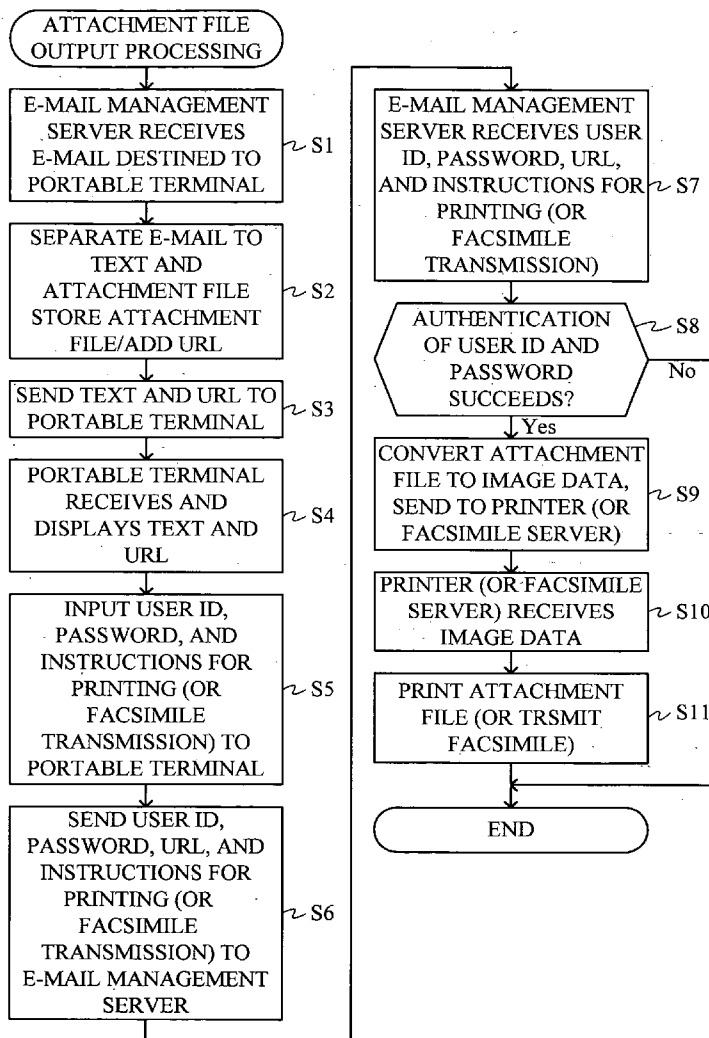 ATTACHMENT FILE
OUTPUT PROCESSING
E-MAIL MANAGEMENT
SERVER RECEIVES
E-MAIL DESTINED TO
PORTABLE TERMINAL
S1
SEPARATE E-MAIL TO
TEXT AND
ATTACHMENT FILE
STORE ATTACHMENT
FILE/ADD URL
S2
SEND TEXT AND URL TO
PORTABLE TERMINAL
S3
PORTABLE TERMINAL
RECEIVES AND
DISPLAYS TEXT AND
URL
S4
INPUT USER ID,
PASSWORD, AND
INSTRUCTIONS FOR
PRINTING (OR
FACSIMILE
TRANSMISSION) TO
PORTABLE TERMINAL
S5
SEND USER ID,
PASSWORD, URL, AND
INSTRUCTIONS FOR
PRINTING (OR
FACSIMILE
TRANSMISSION) TO
E-MAIL MANAGEMENT
SERVER
S6
E-MAIL MANAGEMENT
SERVER RECEIVES USER
ID, PASSWORD, URL,
AND INSTRUCTIONS FOR
PRINTING (OR
FACSIMILE
TRANSMISSION)
S7
AUTHENTICATION
OF USER ID AND
PASSWORD
SUCCEEDS?
S8
No
Yes
CONVERT ATTACHMENT
FILE TO IMAGE DATA,
SEND TO PRINTER (OR
FACSIMILE SERVER)
S9
PRINTER (OR FACSIMILE
SERVER) RECEIVES
IMAGE DATA
S10
PRINT ATTACHMENT
FILE (OR TRSMIT
FACSIMILE)
S11
END